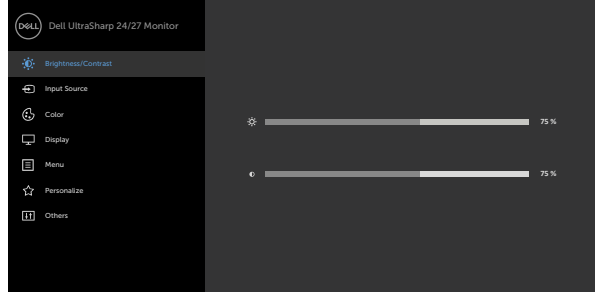 DELL
Dell UltraSharp 24/27 Monitor
Brightness/Contrast
Input Source
Color
75 %
Display
Menu
75 %
Personalize
Others